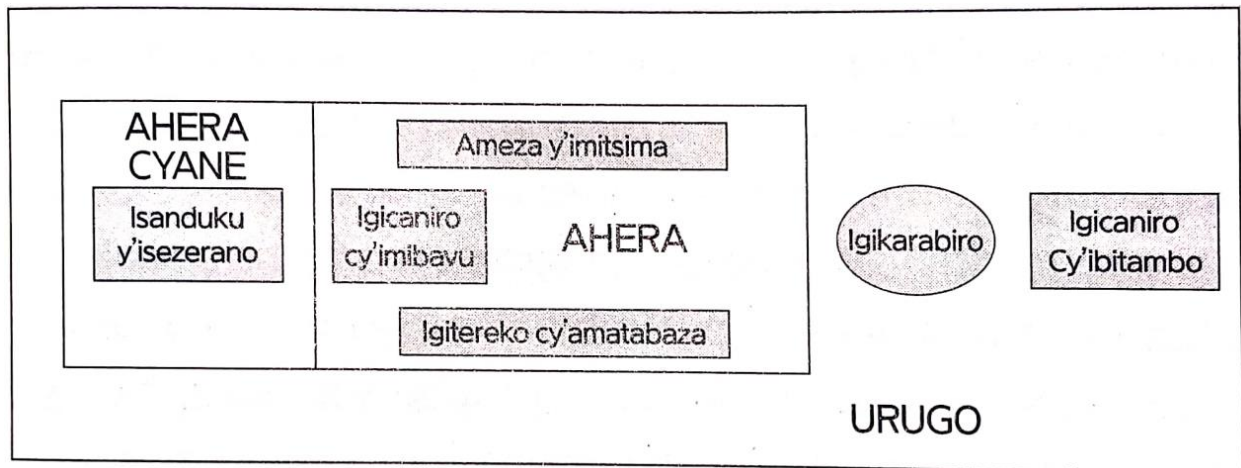 AHERA
CYANE
Isanduku
y'isezerano
Ameza y'imitsima
Igicaniro
cy'imibavu
AHERA
Igitereko cy'amatabaza
Igikarabiro
Igicaniro
Cy'ibitambo
URUGO